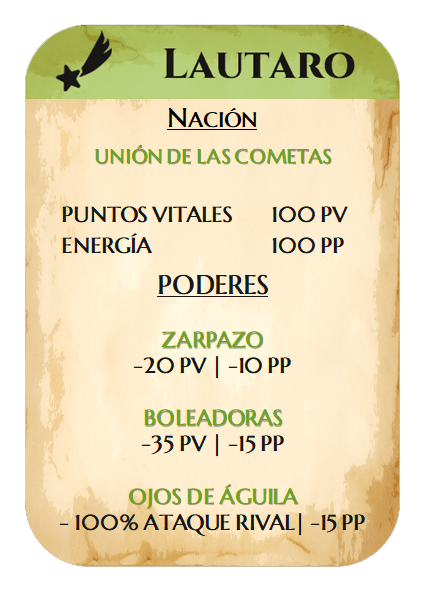 LAUTARO
NACIÓN
UNIÓN DE LAS COMETAS
PUNTOS VITALES 100 PV
ENERGÍA 100 PP
PODERES
ZARPAZO
-20 PV | -10 PP
BOLEADORAS
-35 PV | -15 PP
OJOS DE ÁGUILA
- 100% ATAQUE RIVAL| -15 PP